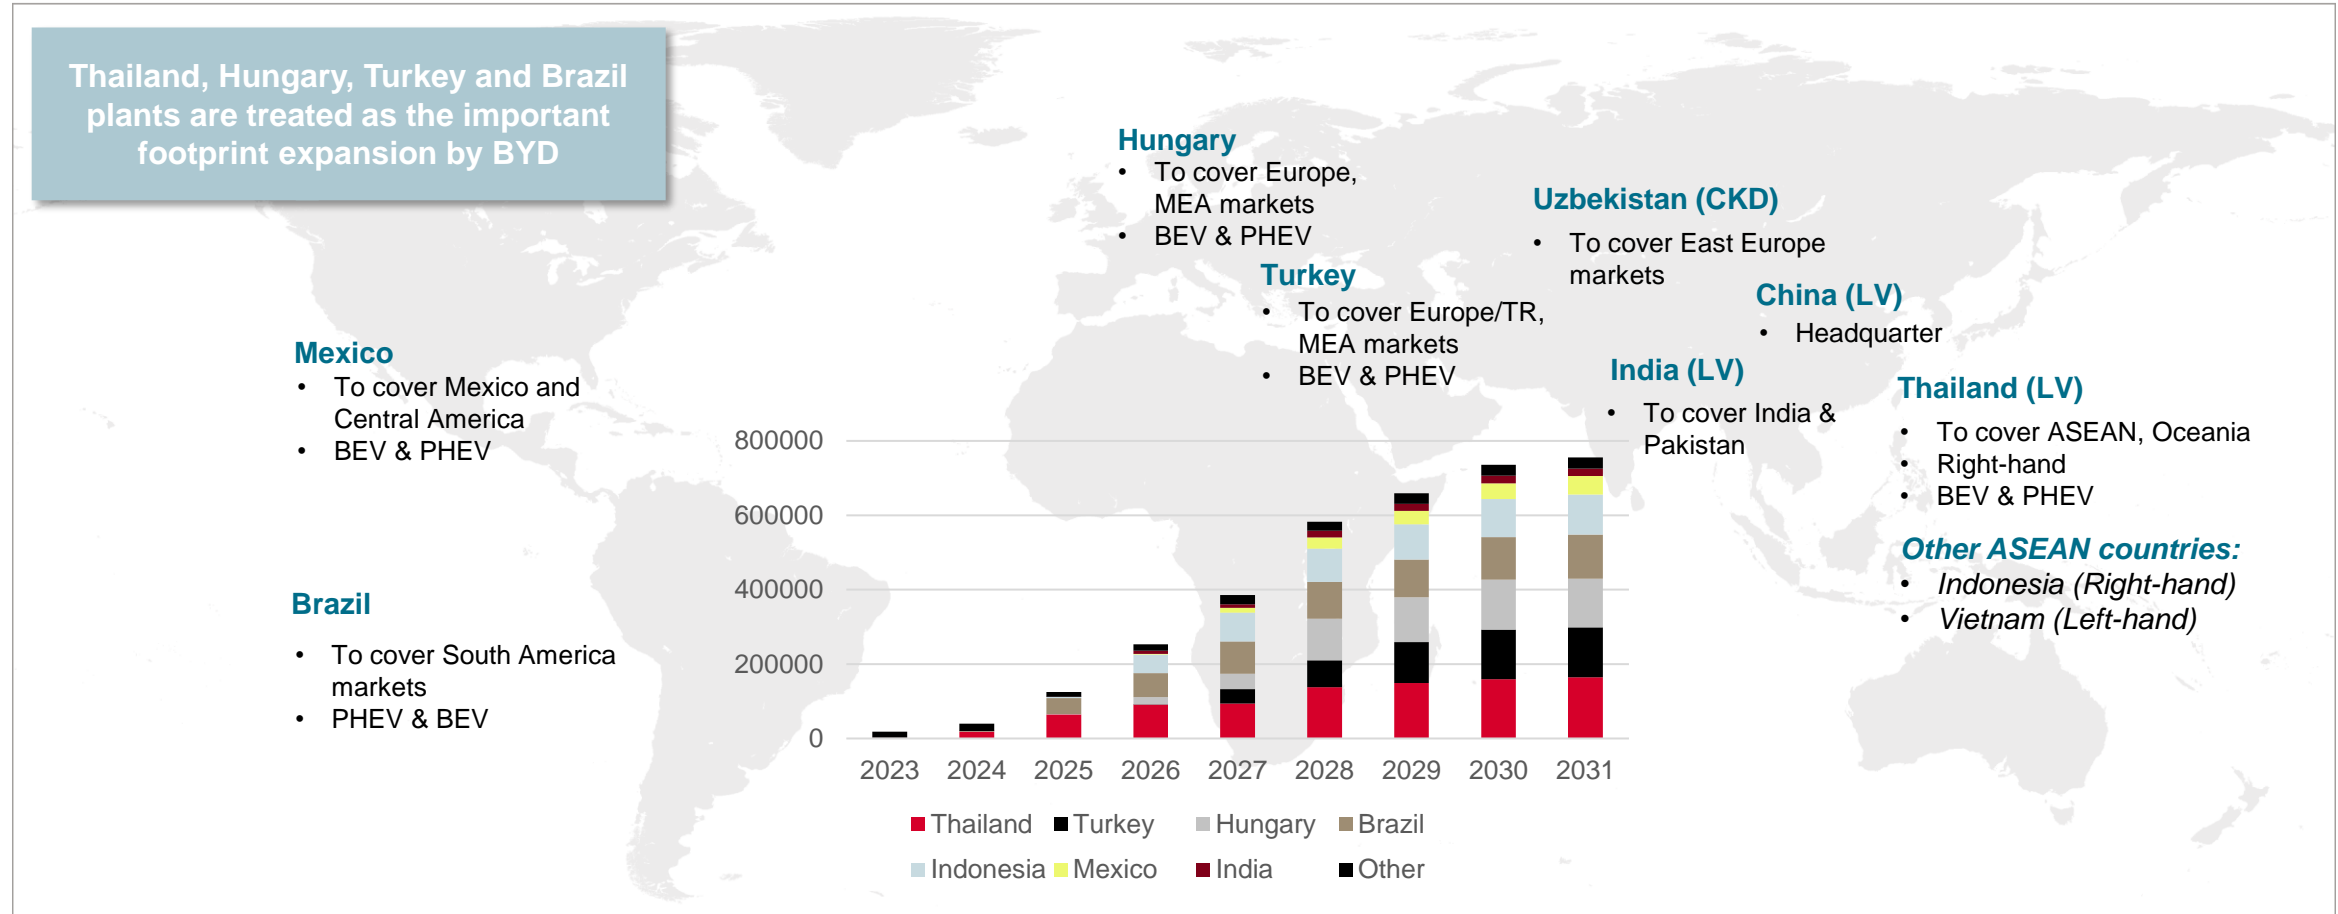 Thailand, Hungary, Turkey and Brazil
plants are treated as the important
footprint expansion by BYD
Hungary
• To cover Europe,
MEA markets
• BEV & PHEV
Uzbekistan (CKD)
• To cover East Europe
markets
Turkey
• To cover Europe/TR,
MEA markets
• BEV & PHEV
China (LV)
• Headquarter
Mexico
• To cover Mexico and
Central America
• BEV & PHEV
India (LV)
• To cover India &
Pakistan
Thailand (LV)
• To cover ASEAN, Oceania
• Right-hand
• BEV & PHEV
Other ASEAN countries:
• Indonesia (Right-hand)
• Vietnam (Left-hand)
Brazil
• To cover South America
markets
• PHEV & BEV
800000
600000
400000
200000
0
2023 2024 2025 2026 2027 2028 2029 2030 2031
Thailand Turkey Hungary Brazil
Indonesia Mexico India Other